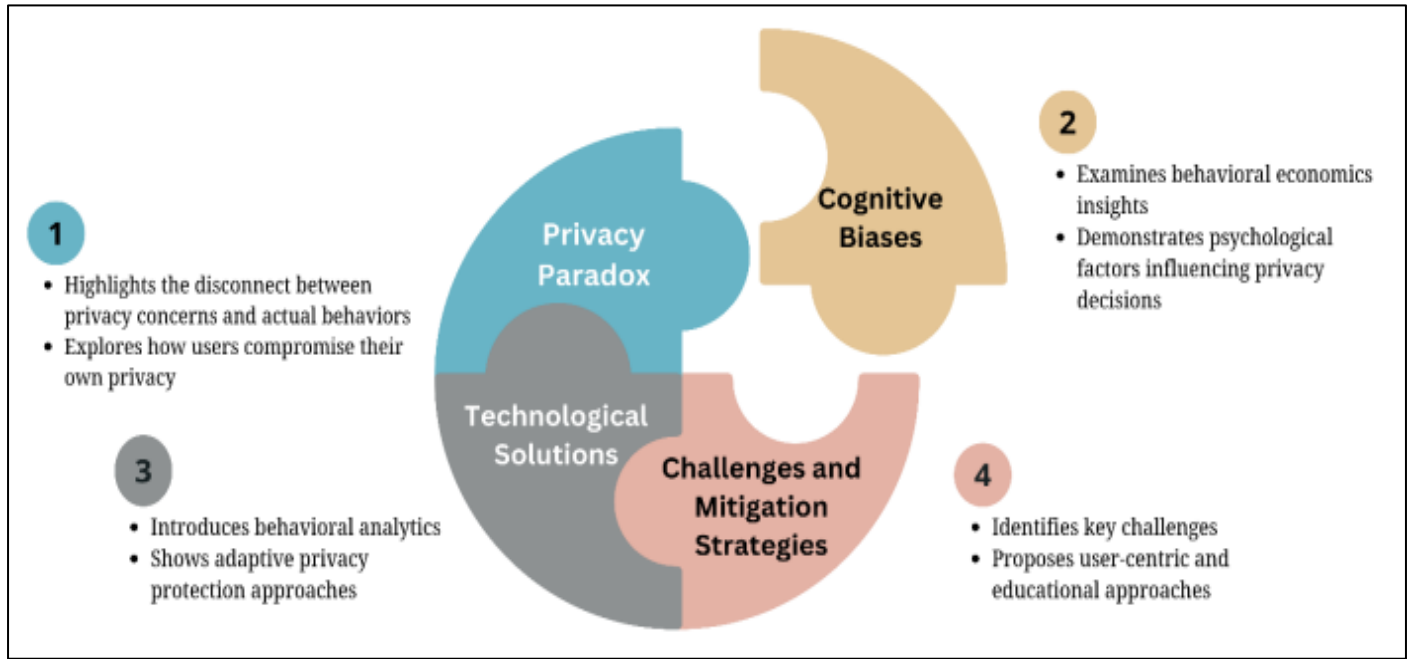 1
• Highlights the disconnect between
privacy concerns and actual behaviors
• Explores how users compromise their
own privacy
Privacy
Paradox
Cognitive
Biases
2
• Examines behavioral economics
insights
• Demonstrates psychological
factors influencing privacy
decisions
3
• Introduces behavioral analytics
• Shows adaptive privacy
protection approaches
Technological
Solutions
Challenges and
Mitigation
Strategies
4
• Identifies key challenges
• Proposes user-centric and
educational approaches